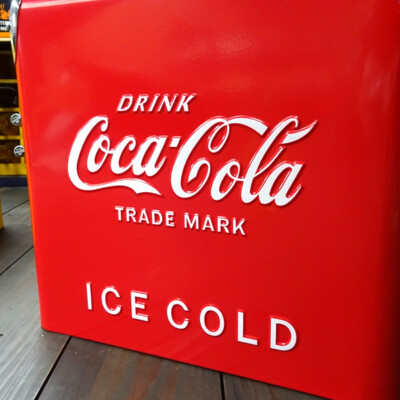 DRINK
Coca-Cola
TRADE MARK
ICE COLD